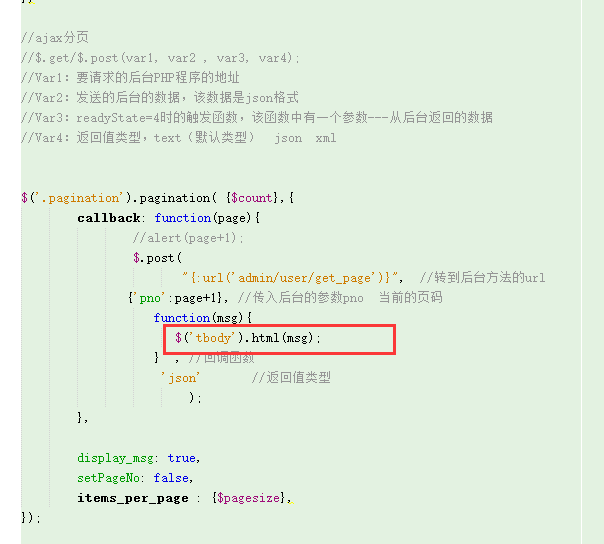 //ajax分页
//$.get/$.post(var1, var2 , var3, var4);
//Var1：要请求的后台PHP程序的地址
//Var2：发送的后台的数据，该数据是json格式
//Var3：readyState=4时的触发函数，该函数中有一个参数---从后台返回的数据
//Var4：返回值类型，text（默认类型） json xml
$('.pagination').pagination( {$count},{
callback: function(page){
//alert(page+1);
$.post(
"{:url('admin/user/get_page')}", //转到后台方法的url
{'pno':page+1}, //传入后台的参数pno 当前的页码
function(msg){
$('tbody').html(msg);
} , //回调函数
'json' //返回值类型
);
},
display_msg: true,
setPageNo: false,
items_per_page : {$pagesize},
});